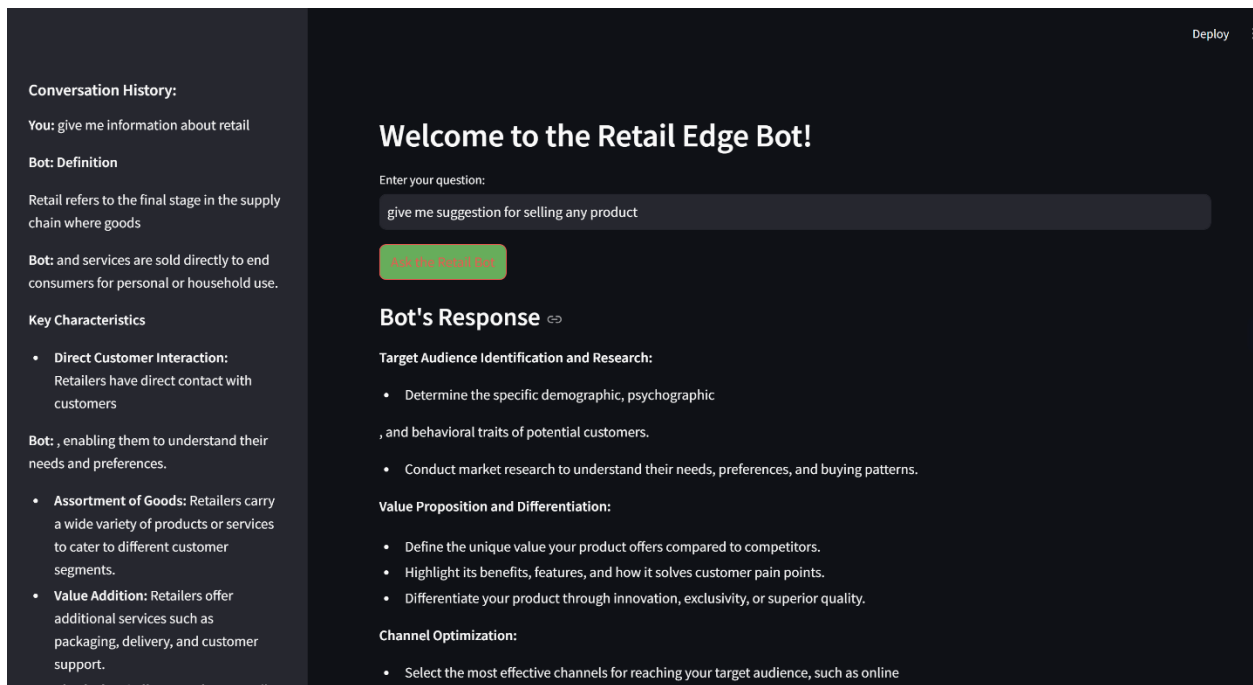 Deploy
Conversation History:
You: give me information about retail
Bot: Definition
Retail refers to the final stage in the supply
chain where goods
Bot: and services are sold directly to end
consumers for personal or household use.
Key Characteristics
• Direct Customer Interaction:
Retailers have direct contact with
customers
Bot: , enabling them to understand their
needs and preferences.
• Assortment of Goods: Retailers carry
a wide variety of products or services
to cater to different customer
segments.
• Value Addition: Retailers offer
additional services such as
packaging, delivery, and customer
support.
Welcome to the Retail Edge Bot!
Enter your question:
give me suggestion for selling any product
Ask the Retail Bot
Bot's Response
Target Audience Identification and Research:
• Determine the specific demographic, psychographic
, and behavioral traits of potential customers.
• Conduct market research to understand their needs, preferences, and buying patterns.
Value Proposition and Differentiation:
• Define the unique value your product offers compared to competitors.
• Highlight its benefits, features, and how it solves customer pain points.
• Differentiate your product through innovation, exclusivity, or superior quality.
Channel Optimization:
• Select the most effective channels for reaching your target audience, such as online